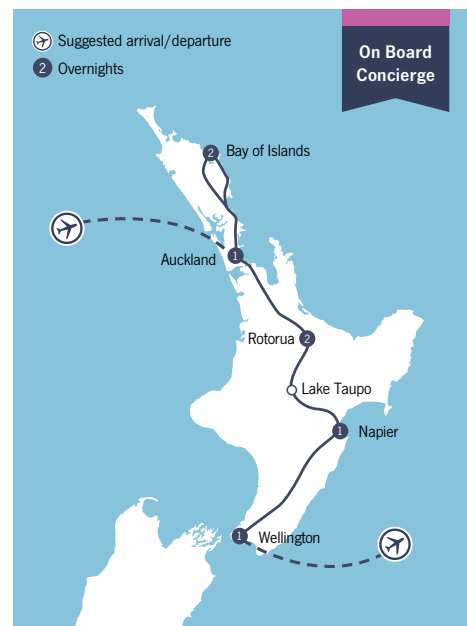 Suggested arrival/departure
2 Overnights
On Board
Concierge
2 Bay of Islands
Auckland 1
Rotorua 2
Lake Taupo
1 Napier
1 Wellington